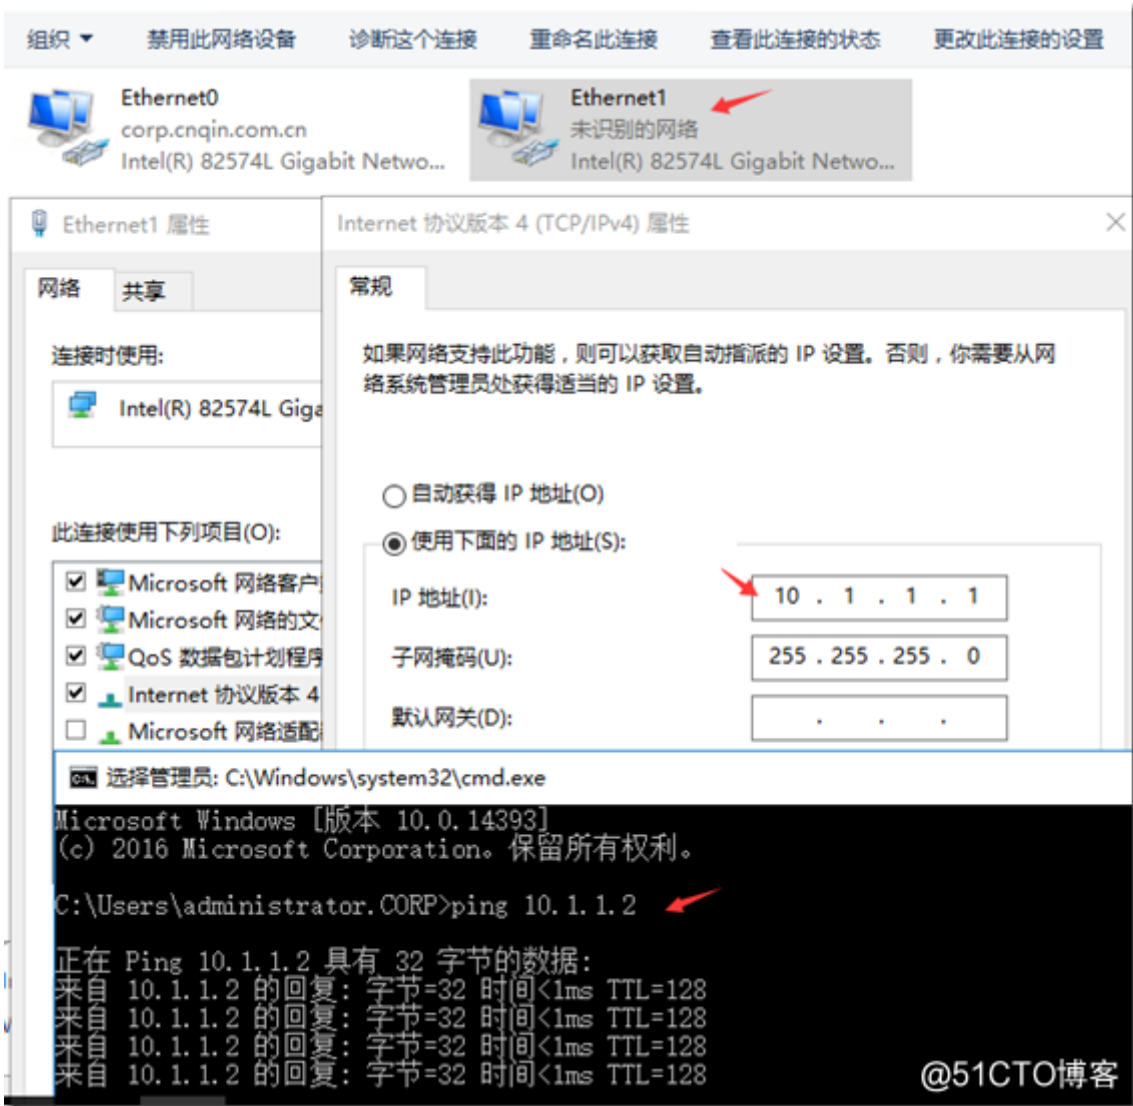 组织 禁用此网络设备 诊断这个连接 重命名此连接 查看此连接的状态 更改此连接的设置
Ethernet0
corp.cnqin.com.cn
Intel(R) 82574L Gigabit Netwo...
Ethernet1
未识别的网络
Intel(R) 82574L Gigabit Netwo...
Ethernet1 属性
网络 共享
连接时使用:
Intel(R) 82574L Giga
此连接使用下列项目(O):
Microsoft 网络客户
Microsoft 网络的文
QoS 数据包计划程序
Internet 协议版本 4
Microsoft 网络适配
Internet 协议版本 4 (TCP/IPv4) 属性
常规
如果网络支持此功能，则可以获取自动指派的 IP 设置。否则，你需要从网
络系统管理员处获得适当的 IP 设置。
自动获得 IP 地址(O)
使用下面的 IP 地址(S):
IP 地址(I): 10 . 1 . 1 . 1
子网掩码(U): 255 . 255 . 255 . 0
默认网关(D): . . .
选择管理员: C:\Windows\system32\cmd.exe
Microsoft Windows [版本 10.0.14393]
(c) 2016 Microsoft Corporation。保留所有权利。
C:\Users\administrator.CORP>ping 10.1.1.2
正在 Ping 10.1.1.2 具有 32 字节的数据:
来自 10.1.1.2 的回复: 字节=32 时间<1ms TTL=128
来自 10.1.1.2 的回复: 字节=32 时间<1ms TTL=128
来自 10.1.1.2 的回复: 字节=32 时间<1ms TTL=128
来自 10.1.1.2 的回复: 字节=32 时间<1ms TTL=128
@51CTO博客